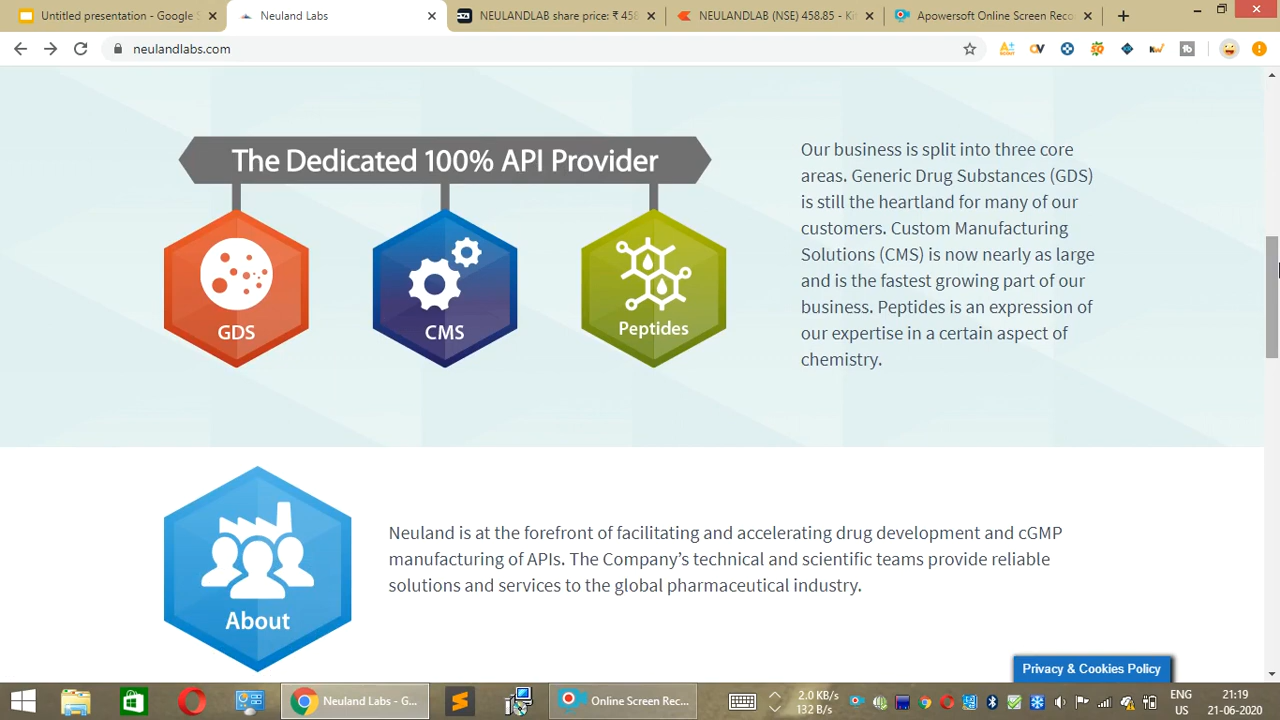 Untitled presentation - Google S
Neuland Labs
NEULANDLAB share price: ₹ 458
NEULANDLAB (NSE) 458.85 - Ki
Apowersoft Online Screen Reco
neulandlabs.com
The Dedicated 100% API Provider
GDS
CMS
Peptides
Our business is split into three core
areas. Generic Drug Substances (GDS)
is still the heartland for many of our
customers. Custom Manufacturing
Solutions (CMS) is now nearly as large
and is the fastest growing part of our
business. Peptides is an expression of
our expertise in a certain aspect of
chemistry.
About
Neuland is at the forefront of facilitating and accelerating drug development and cGMP
manufacturing of APIs. The Company's technical and scientific teams provide reliable
solutions and services to the global pharmaceutical industry.
Privacy & Cookies Policy
Neuland Labs - G...
Online Screen Rec...
2.0 KB/s
132 B/s
ENG
US
21:19
21-06-2020